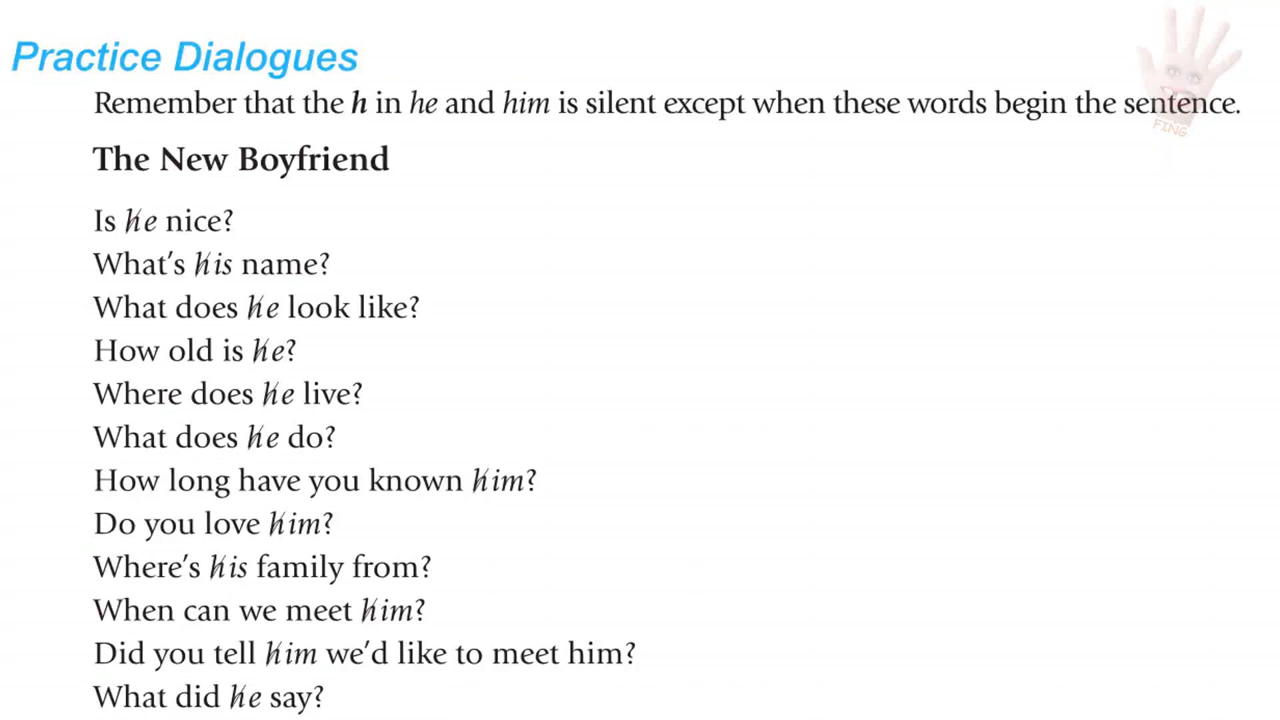 Practice Dialogues
Remember that the h in he and him is silent except when these words begin the sentence.
FING
The New Boyfriend
Is he nice?
What's his name?
What does he look like?
How old is he?
Where does he live?
What does he do?
How long have you known him?
Do you love him?
Where's his family from?
When can we meet him?
Did you tell him we'd like to meet him?
What did he say?